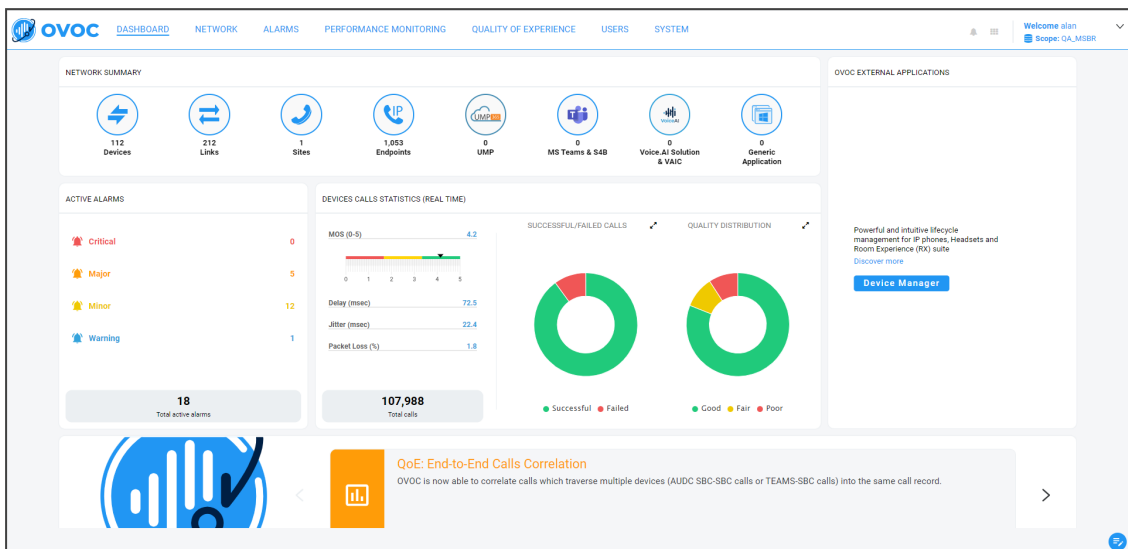 OVOC DASHBOARD NETWORK ALARMS PERFORMANCE MONITORING QUALITY OF EXPERIENCE USERS SYSTEM
Welcome alan
Scope: QA_MSBR
NETWORK SUMMARY
112
Devices
212
Links
1
Sites
IP
1,053
Endpoints
UMP
0
UMP
0
MS Teams & S4B
VoiceAI
0
Voice.AI Solution
& VAIC
0
Generic
Application
OVOC EXTERNAL APPLICATIONS
Powerful and intuitive lifecycle
management for IP phones, Headsets and
Room Experience (RX) suite
Discover more
Device Manager
ACTIVE ALARMS
Critical 0
Major 5
Minor 12
Warning 1
18
Total active alarms
DEVICES CALLS STATISTICS (REAL TIME)
MOS (0-5) 4.2
0 1 2 3 4 5
Delay (msec) 72.5
Jitter (msec) 22.4
Packet Loss (%) 1.8
107,988
Total calls
SUCCESSFUL/FAILED CALLS
Successful Failed
QUALITY DISTRIBUTION
Good Fair Poor
QoE: End-to-End Calls Correlation
OVOC is now able to correlate calls which traverse multiple devices (AUDC SBC-SBC calls or TEAMS-SBC calls) into the same call record.